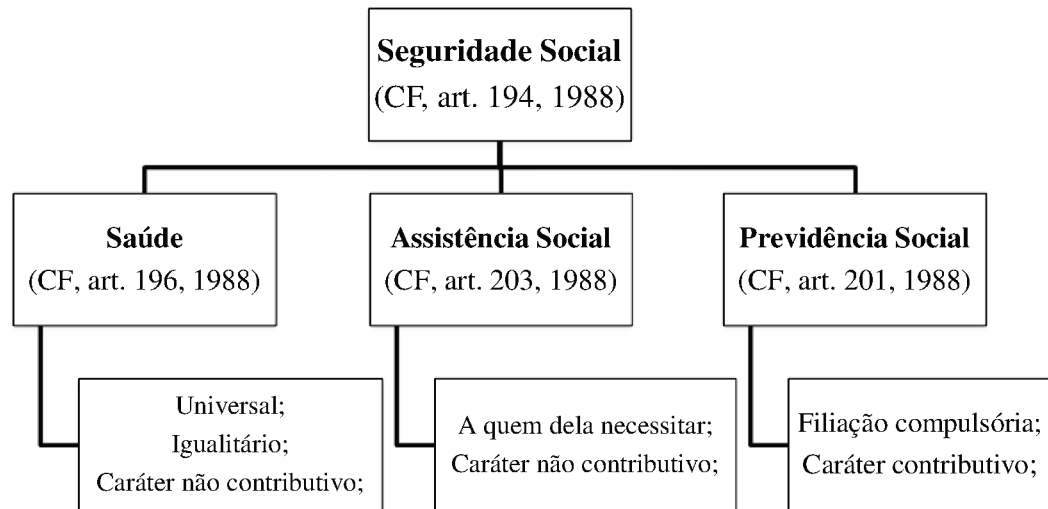 Seguridade Social
(CF, art. 194, 1988)
Saúde
(CF, art. 196, 1988)
Assistência Social
(CF, art. 203, 1988)
Previdência Social
(CF, art. 201, 1988)
Universal;
Igualitário;
Caráter não contributivo;
A quem dela necessitar;
Caráter não contributivo;
Filiação compulsória;
Caráter contributivo;